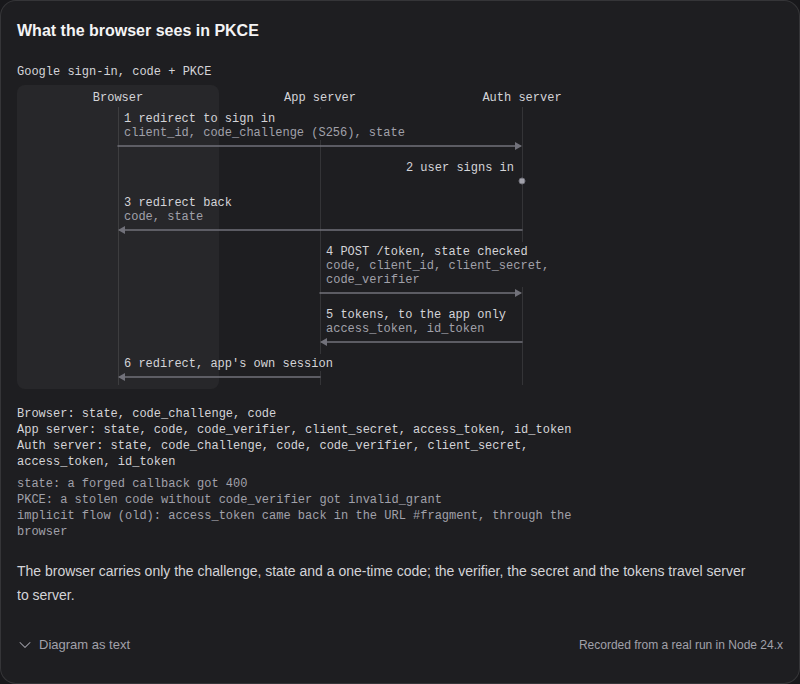 What the browser sees in PKCE
Google sign-in, code + PKCE
Browser App server Auth server
1 redirect to sign in
client_id, code_challenge (S256), state
2 user signs in
3 redirect back
code, state
4 POST /token, state checked
code, client_id, client_secret,
code_verifier
5 tokens, to the app only
access_token, id_token
6 redirect, app's own session
Browser: state, code_challenge, code
App server: state, code, code_verifier, client_secret, access_token, id_token
Auth server: state, code_challenge, code, code_verifier, client_secret,
access_token, id_token
state: a forged callback got 400
PKCE: a stolen code without code_verifier got invalid_grant
implicit flow (old): access_token came back in the URL #fragment, through the
browser
The browser carries only the challenge, state and a one-time code; the verifier, the secret and the tokens travel server
to server.
Diagram as text Recorded from a real run in Node 24.x